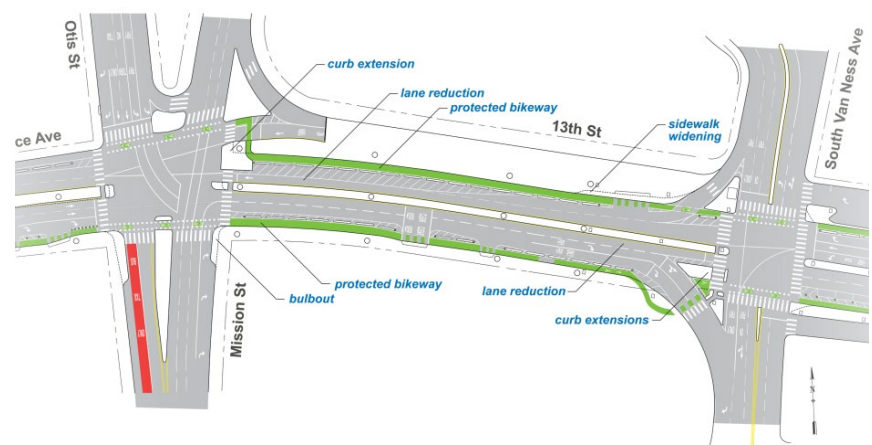 Otis St
ce Ave
curb extension
lane reduction
protected bikeway
13th St
sidewalk
widening
South Van Ness Ave
protected bikeway
bulbout
Mission St
lane reduction
curb extensions
N